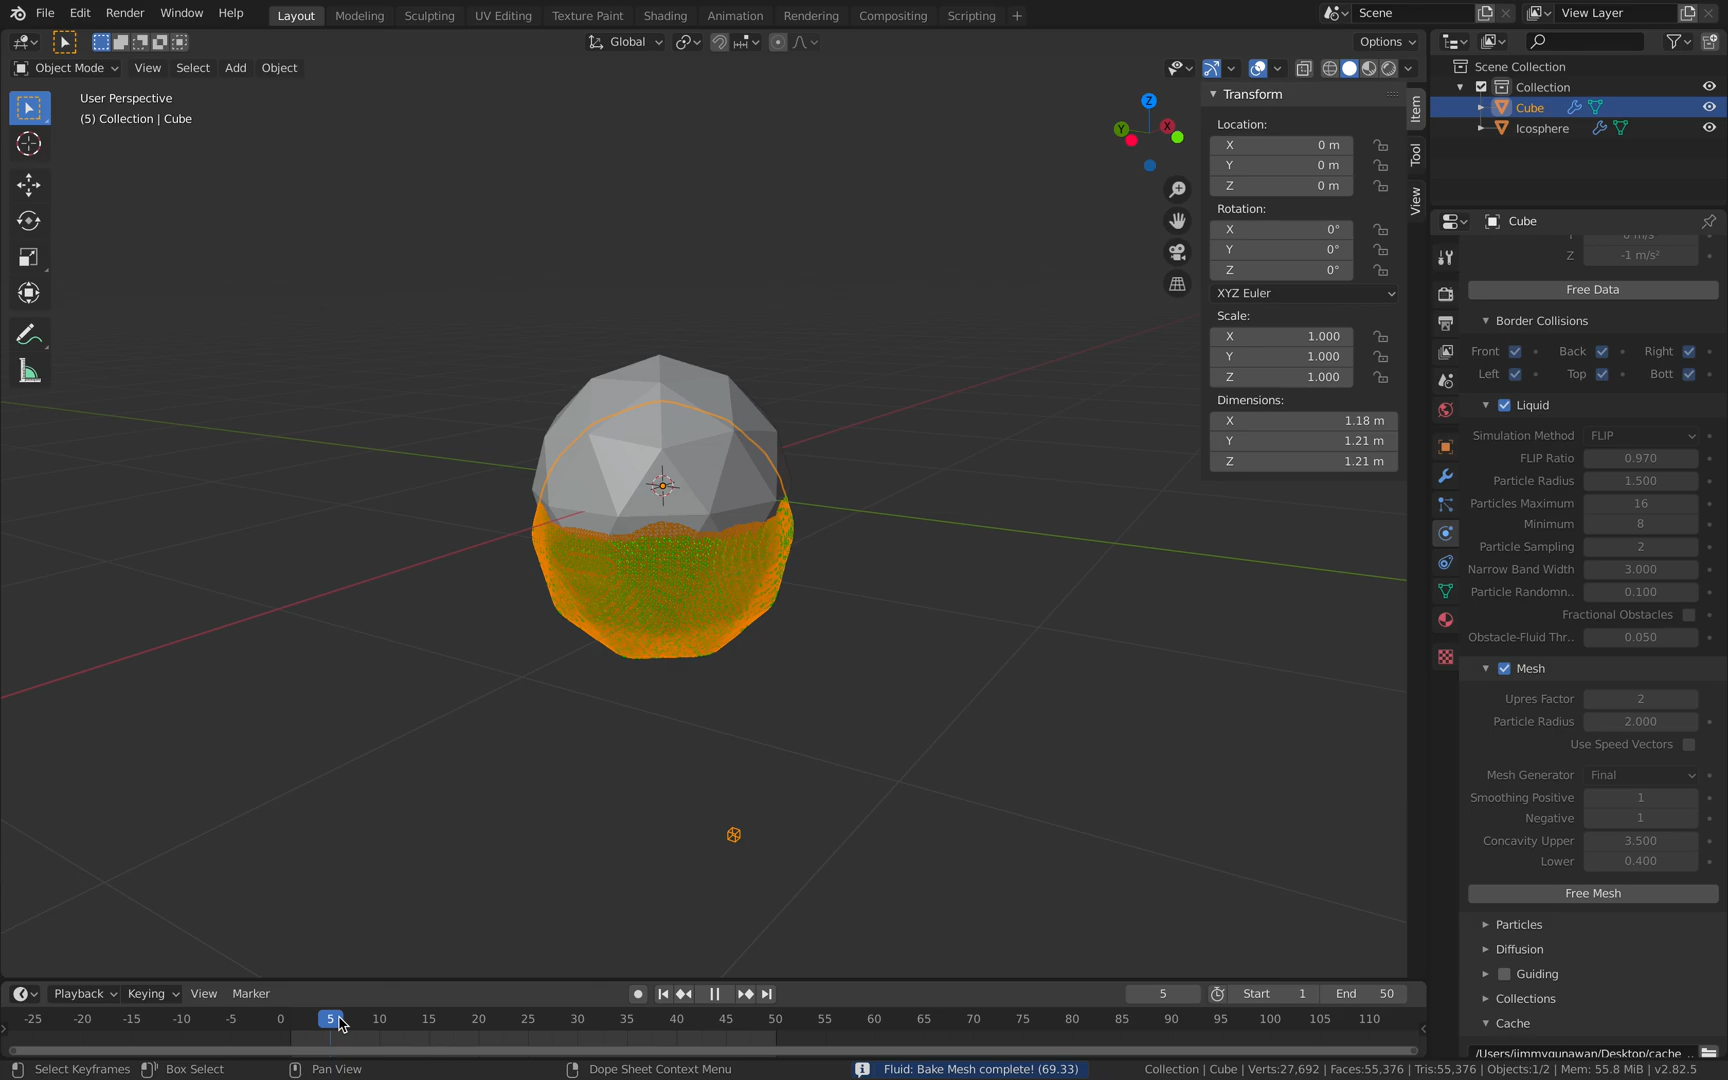 File Edit Render Window Help Layout Modeling Sculpting UV Editing Texture Paint Shading Animation Rendering Compositing Scripting + Scene View Layer
Global Options
Object Mode View Select Add Object
User Perspective
(5) Collection | Cube
Z
Y
X
Transform
Location:
X 0 m
Y 0 m
Z 0 m
Rotation:
X 0°
Y 0°
Z 0°
XYZ Euler
Scale:
X 1.000
Y 1.000
Z 1.000
Dimensions:
X 1.18 m
Y 1.21 m
Z 1.21 m
Item
Tool
View
Scene Collection
Collection
Cube
Icosphere
Cube
Z -1 m/s²
Free Data
Border Collisions
Front Back Right
Left Top Bott
Liquid
Simulation Method FLIP
FLIP Ratio 0.970
Particle Radius 1.500
Particles Maximum 16
Minimum 8
Particle Sampling 2
Narrow Band Width 3.000
Particle Randomn.. 0.100
Fractional Obstacles
Obstacle-Fluid Thr.. 0.050
Mesh
Upres Factor 2
Particle Radius 2.000
Use Speed Vectors
Mesh Generator Final
Smoothing Positive 1
Negative 1
Concavity Upper 3.500
Lower 0.400
Free Mesh
Particles
Diffusion
Guiding
Collections
Cache
/Users/jimmygunawan/Desktop/cache ..
Playback Keying View Marker 5 Start 1 End 50
-25 -20 -15 -10 -5 0 5 10 15 20 25 30 35 40 45 50 55 60 65 70 75 80 85 90 95 100 105 110
Select Keyframes Box Select Pan View Dope Sheet Context Menu Fluid: Bake Mesh complete! (69.33) Collection | Cube | Verts:27,692 | Faces:55,376 | Tris:55,376 | Objects:1/2 | Mem: 55.8 MiB | v2.82.5